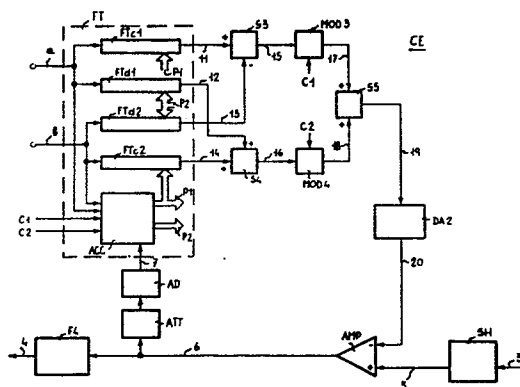 FT
CE
a
FTc1
11
S3
15
MOD3
17
P1
C1
FTd1
12
P2
S5
FTd2
13
C2
b
FTc2
14
S4
16
MOD4
18
19
C1
C2
P1
P2
ACC
7
DA2
AD
20
ATT
AMP
SH
4
F4
6
5
3
+
-